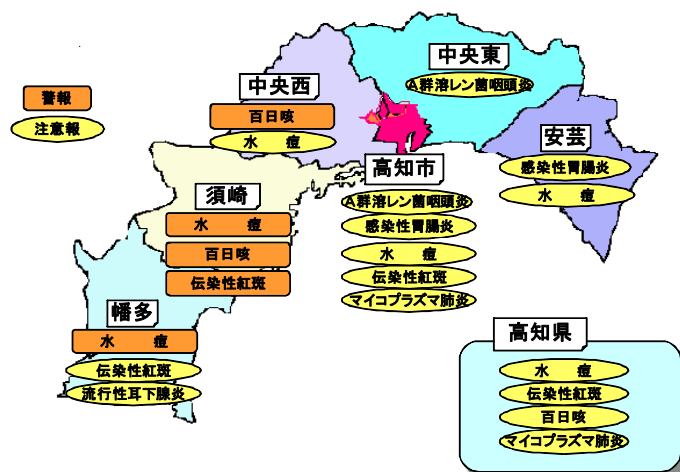 警報
注意報
中央西
百日咳
水 痘
中央東
A群溶レン菌咽頭炎
安芸
感染性胃腸炎
水 痘
高知市
A群溶レン菌咽頭炎
感染性胃腸炎
水 痘
伝染性紅斑
マイコプラズマ肺炎
須崎
水 痘
百日咳
伝染性紅斑
幡多
水 痘
伝染性紅斑
流行性耳下腺炎
高知県
水 痘
伝染性紅斑
百日咳
マイコプラズマ肺炎